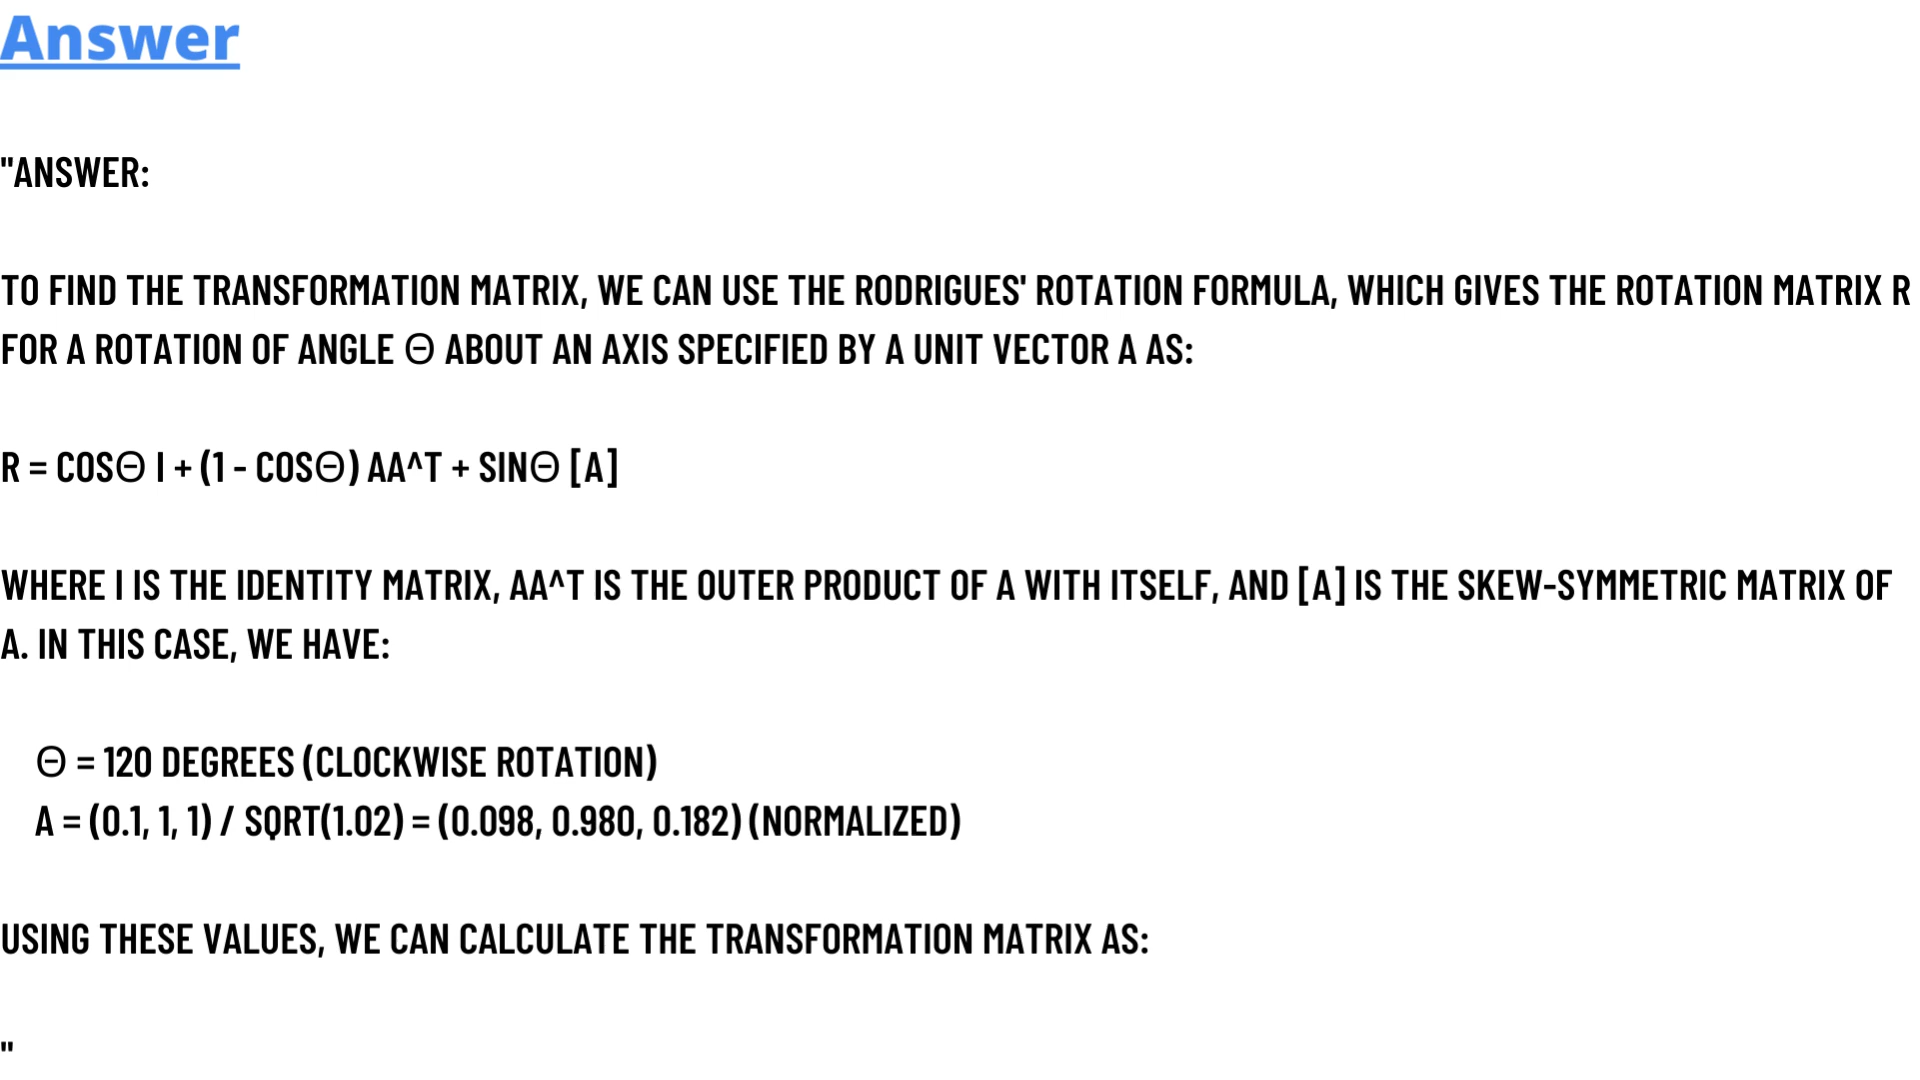 Answer
"ANSWER:
TO FIND THE TRANSFORMATION MATRIX, WE CAN USE THE RODRIGUES' ROTATION FORMULA, WHICH GIVES THE ROTATION MATRIX R
FOR A ROTATION OF ANGLE Θ ABOUT AN AXIS SPECIFIED BY A UNIT VECTOR A AS:
R = COSΘ I + (1 - COSΘ) AA^T + SINΘ [A]
WHERE I IS THE IDENTITY MATRIX, AA^T IS THE OUTER PRODUCT OF A WITH ITSELF, AND [A] IS THE SKEW-SYMMETRIC MATRIX OF
A. IN THIS CASE, WE HAVE:
Θ = 120 DEGREES (CLOCKWISE ROTATION)
A = (0.1, 1, 1) / SQRT(1.02) = (0.098, 0.980, 0.182) (NORMALIZED)
USING THESE VALUES, WE CAN CALCULATE THE TRANSFORMATION MATRIX AS:
"